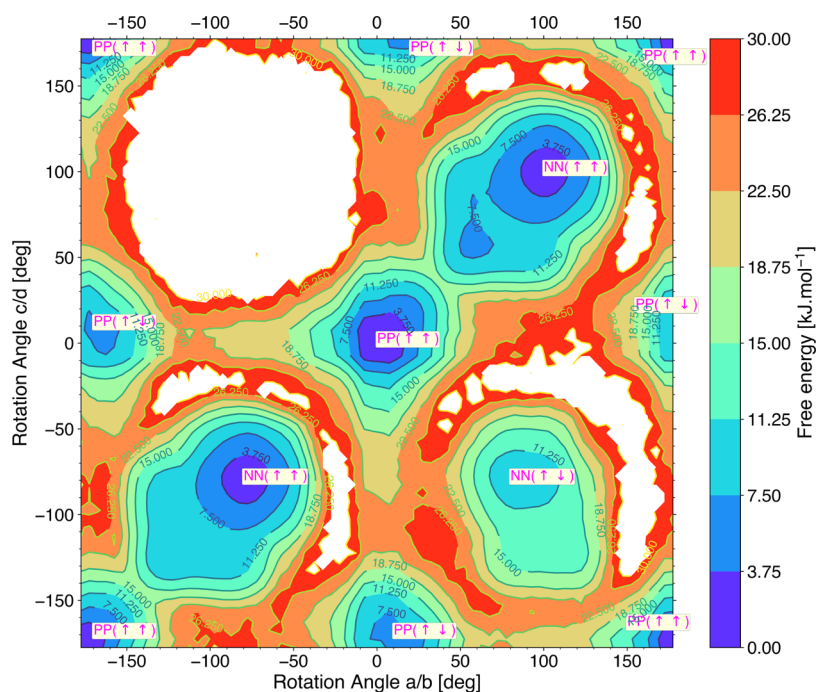 −150 −100 −50 0 50 100 150
PP(↑ ↑) PP(↑ ↓) PP(↑ ↑)
NN(↑ ↑)
PP(↑ ↓) PP(↑ ↑) PP(↑ ↓)
NN(↑ ↑) NN(↑ ↓)
PP(↑ ↑) PP(↑ ↓) PP(↑ ↑)
150
100
50
0
−50
−100
−150
Rotation Angle c/d [deg]
−150 −100 −50 0 50 100 150
Rotation Angle a/b [deg]
30.00
26.25
22.50
18.75
15.00
11.25
7.50
3.75
0.00
Free energy [kJ.mol−1]
11.250
15.000
18.750
22.500
30.000
26.250
7.500
3.750